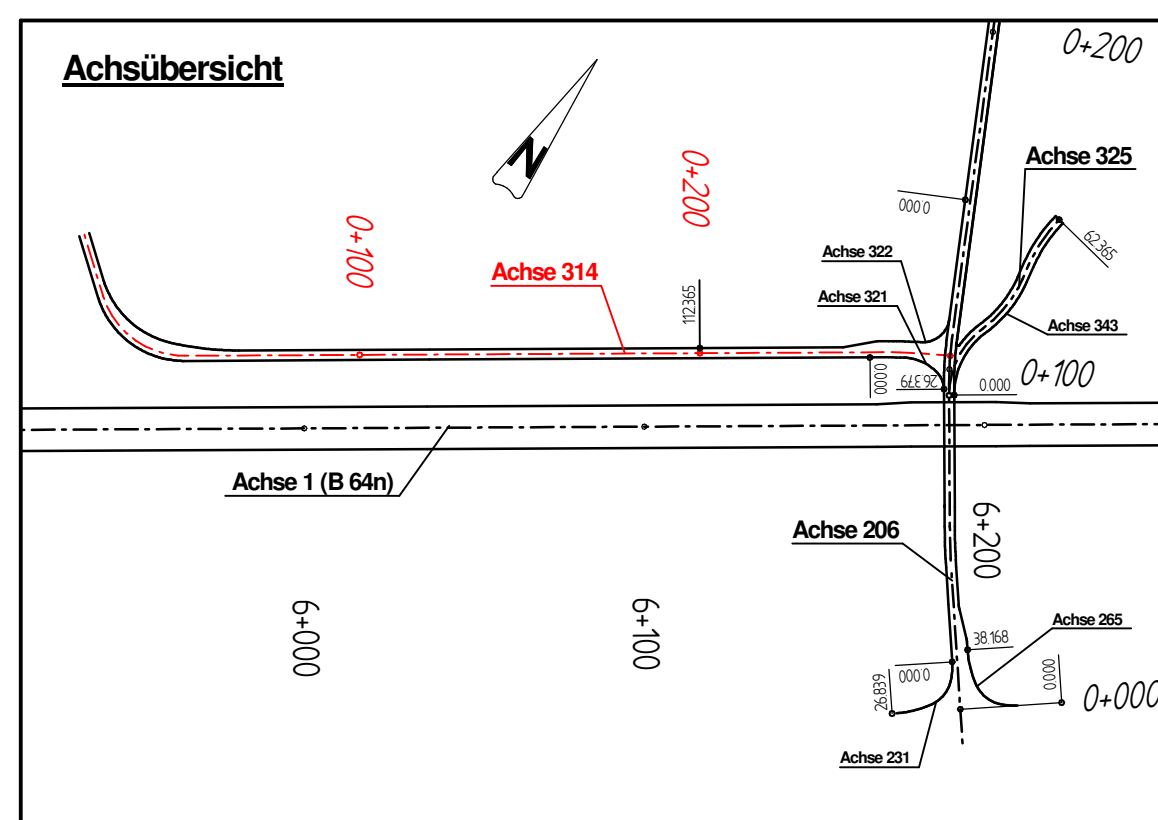 Achsübersicht
0+200
N
0+200
Achse 325
0.000
0+100
62.365
Achse 322
Achse 314
Achse 321
112.365
Achse 343
0.000
26.379
0.000
0+100
Achse 1 (B 64n)
Achse 206
6+200
6+000
6+100
Achse 265
38.168
0.000
26.839
0.000
0+000
Achse 231